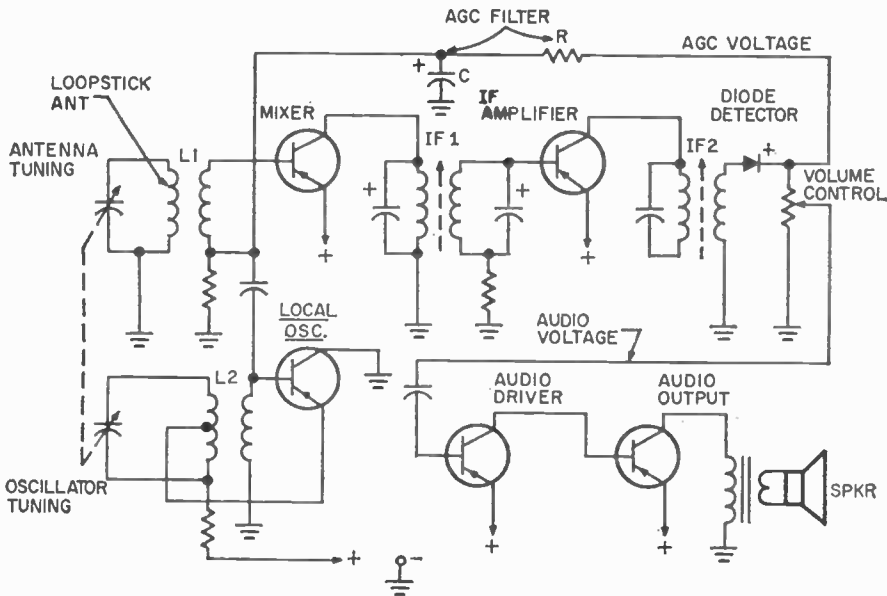 AGC FILTER
R
AGC VOLTAGE
+
C
LOOPSTICK
ANT
MIXER
IF
AMPLIFIER
DIODE
DETECTOR
L1
IF 1
IF2
+
ANTENNA
TUNING
+
+
VOLUME
CONTROL
+
+
LOCAL
OSC.
AUDIO
VOLTAGE
L2
AUDIO
DRIVER
AUDIO
OUTPUT
SPKR
OSCILLATOR
TUNING
+
+
+
-